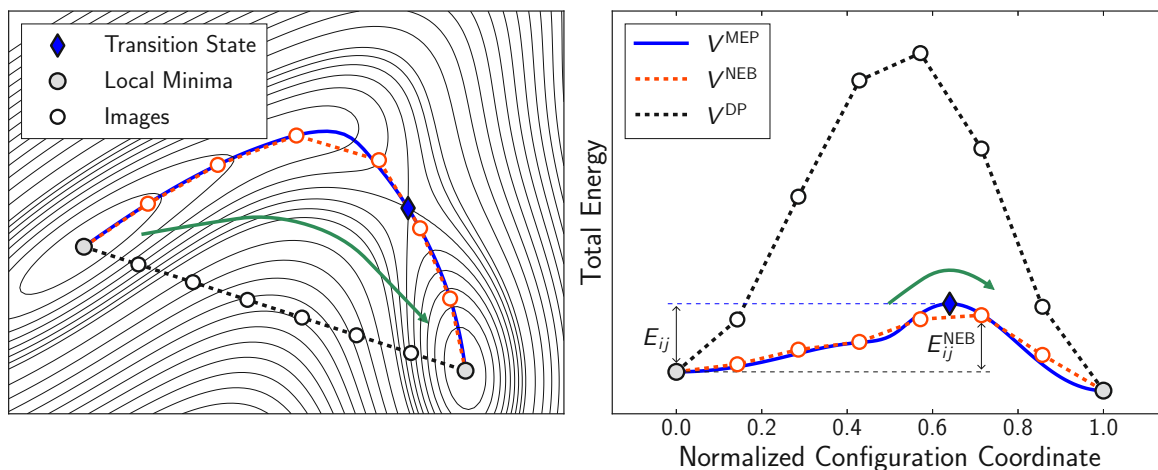 Transition State
Local Minima
Images
V^MEP
V^NEB
V^DP
Total Energy
E_ij
E_ij^NEB
0.0 0.2 0.4 0.6 0.8 1.0
Normalized Configuration Coordinate